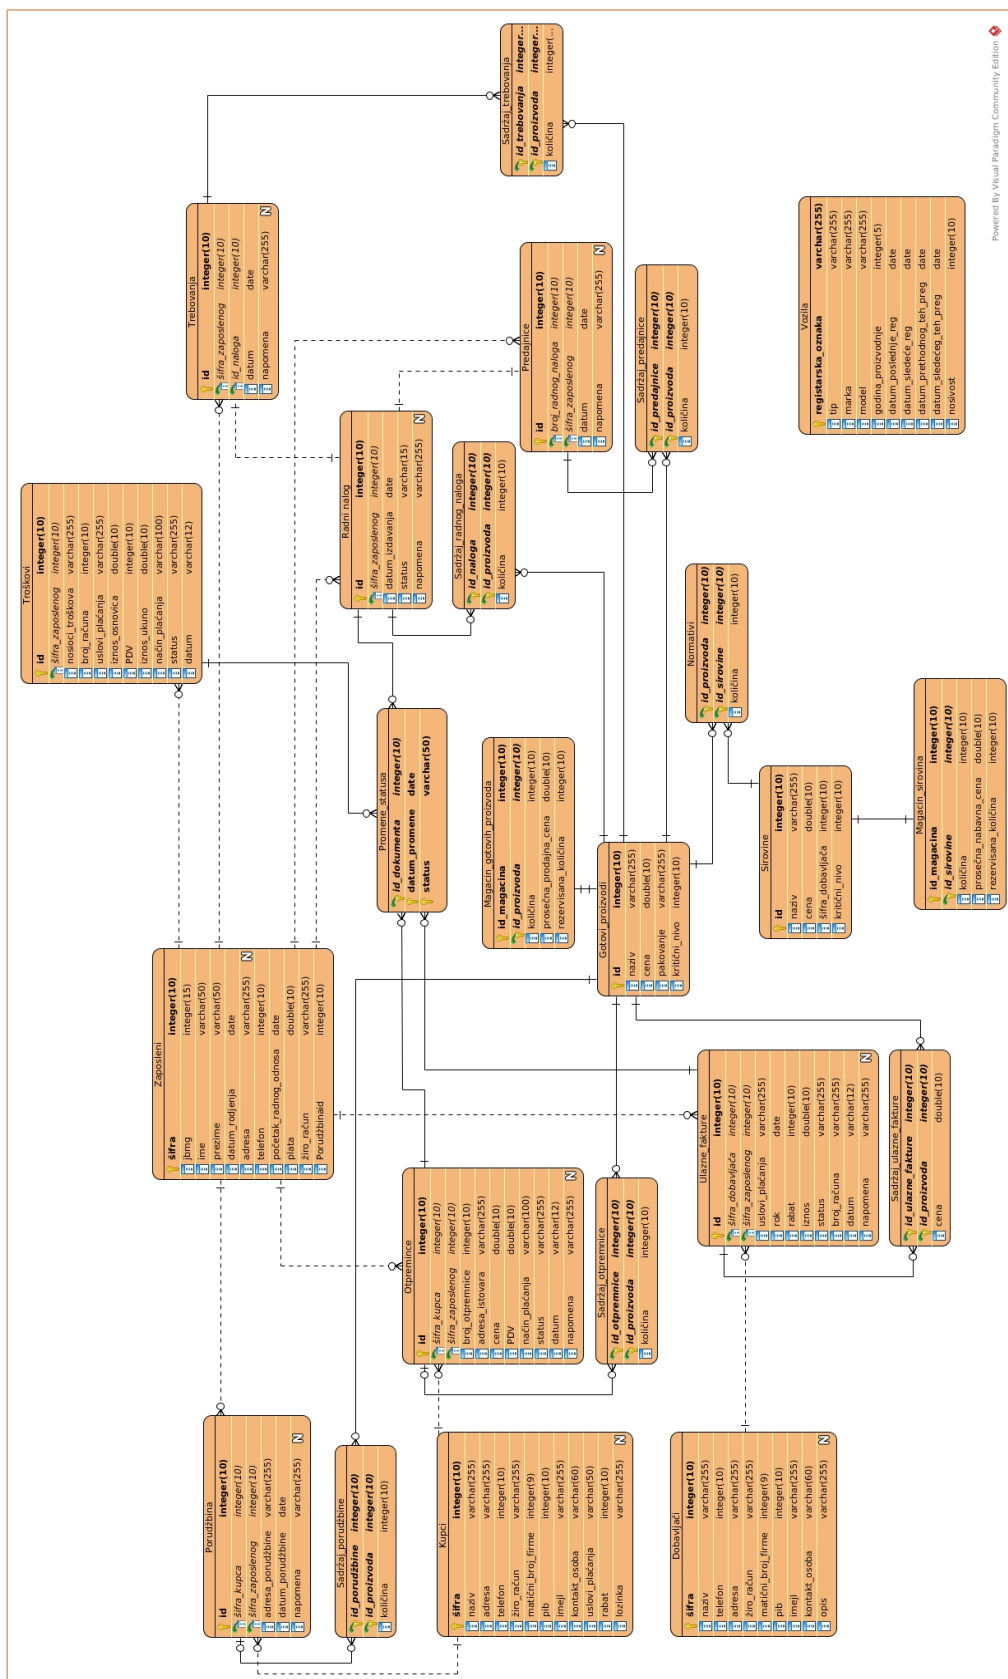 Porudžbina
id integer(10)
šifra_kupca integer(10)
šifra_zaposlenog integer(10)
adresa_porudžbine varchar(255)
datum_porudžbine date
napomena varchar(255)
Sadržaj_porudžbine
id_porudžbine integer(10)
id_proizvoda integer(10)
količina integer(10)
Kupci
šifra integer(10)
naziv varchar(255)
adresa varchar(255)
telefon integer(10)
žiro_račun varchar(255)
matični_broj_firme integer(9)
pib integer(10)
imejl varchar(255)
kontakt_osoba varchar(60)
uslovi_plaćanja varchar(50)
rabat integer(10)
lozinka varchar(255)
Dobavljači
šifra integer(10)
naziv varchar(255)
telefon integer(10)
adresa varchar(255)
žiro_račun varchar(255)
matični_broj_firme integer(9)
pib integer(10)
imejl varchar(255)
kontakt_osoba varchar(60)
opis varchar(255)
Zaposleni
šifra integer(10)
jbmg integer(15)
ime varchar(50)
prezime varchar(50)
datum_rodjenja date
adresa varchar(255)
telefon integer(10)
početak_radnog_odnosa date
plata double(10)
žiro_račun varchar(255)
Porudžbinaid integer(10)
Otpremince
id integer(10)
šifra_kupca integer(10)
šifra_zaposlenog integer(10)
broj_otpremnice integer(10)
adresa_istovara varchar(255)
cena double(10)
PDV double(10)
način_plaćanja varchar(100)
status varchar(255)
datum varchar(12)
napomena varchar(255)
Sadržaj_otpremnice
id_otpremnice integer(10)
id_proizvoda integer(10)
količina integer(10)
Ulazne_fakture
id integer(10)
šifra_dobavljača integer(10)
šifra_zaposlenog integer(10)
uslovi_plaćanja varchar(255)
rok date
rabat integer(10)
iznos double(10)
status varchar(255)
broj_računa varchar(255)
datum varchar(12)
napomena varchar(255)
Sadržaj_ulazne_fakture
id_ulazne_fakture integer(10)
id_proizvoda integer(10)
cena double(10)
Troškovi
id integer(10)
šifra_zaposlenog integer(10)
nosioci_troškova varchar(255)
broj_računa integer(10)
uslovi_plaćanja varchar(255)
iznos_osnovica double(10)
PDV integer(10)
iznos_ukuno double(10)
način_plaćanja varchar(100)
status varchar(255)
datum varchar(12)
Promene_statusa
id_dokumenta integer(10)
datum_promene date
status varchar(50)
Magacin_gotovih_proizvoda
id_magacina integer(10)
id_proizvoda integer(10)
količina integer(10)
prosečna_prodajna_cena double(10)
rezervisana_količina integer(10)
Gotovi_proizvodi
id integer(10)
naziv varchar(255)
cena double(10)
pakovanje varchar(255)
kritični_nivo integer(10)
Sirovine
id integer(10)
naziv varchar(255)
cena double(10)
šifra_dobavljača integer(10)
kritični_nivo integer(10)
Magacin_sirovina
id_magacina integer(10)
id_sirovine integer(10)
količina integer(10)
prosečna_nabavna_cena double(10)
rezervisana_količina integer(10)
Normativi
id_proizvoda integer(10)
id_sirovine integer(10)
količina integer(10)
Trebovanja
id integer(10)
šifra_zaposlenog integer(10)
id_naloga integer(10)
datum date
napomena varchar(255)
Radni nalog
id integer(10)
šifra_zaposlenog integer(10)
datum_izdavanja date
status varchar(15)
napomena varchar(255)
Sadržaj_radnog_naloga
id_naloga integer(10)
id_proizvoda integer(10)
količina integer(10)
Predajnice
id integer(10)
broj_radnog_naloga integer(10)
šifra_zaposlenog integer(10)
datum date
napomena varchar(255)
Sadržaj_predajnice
id_predajnice integer(10)
id_proizvoda integer(10)
količina integer(10)
Sadržaj_trebovanja
id_trebovanja integer...
id_proizvoda integer...
količina integer(...
Vozila
registarska_oznaka varchar(255)
tip varchar(255)
marka varchar(255)
model varchar(255)
godina_proizvodnje integer(5)
datum_poslednje_reg date
datum_sledeće_reg date
datum_prethodnog_teh_preg date
datum_sledećeg_teh_preg date
nosivost integer(10)
Powered By Visual Paradigm Community Edition